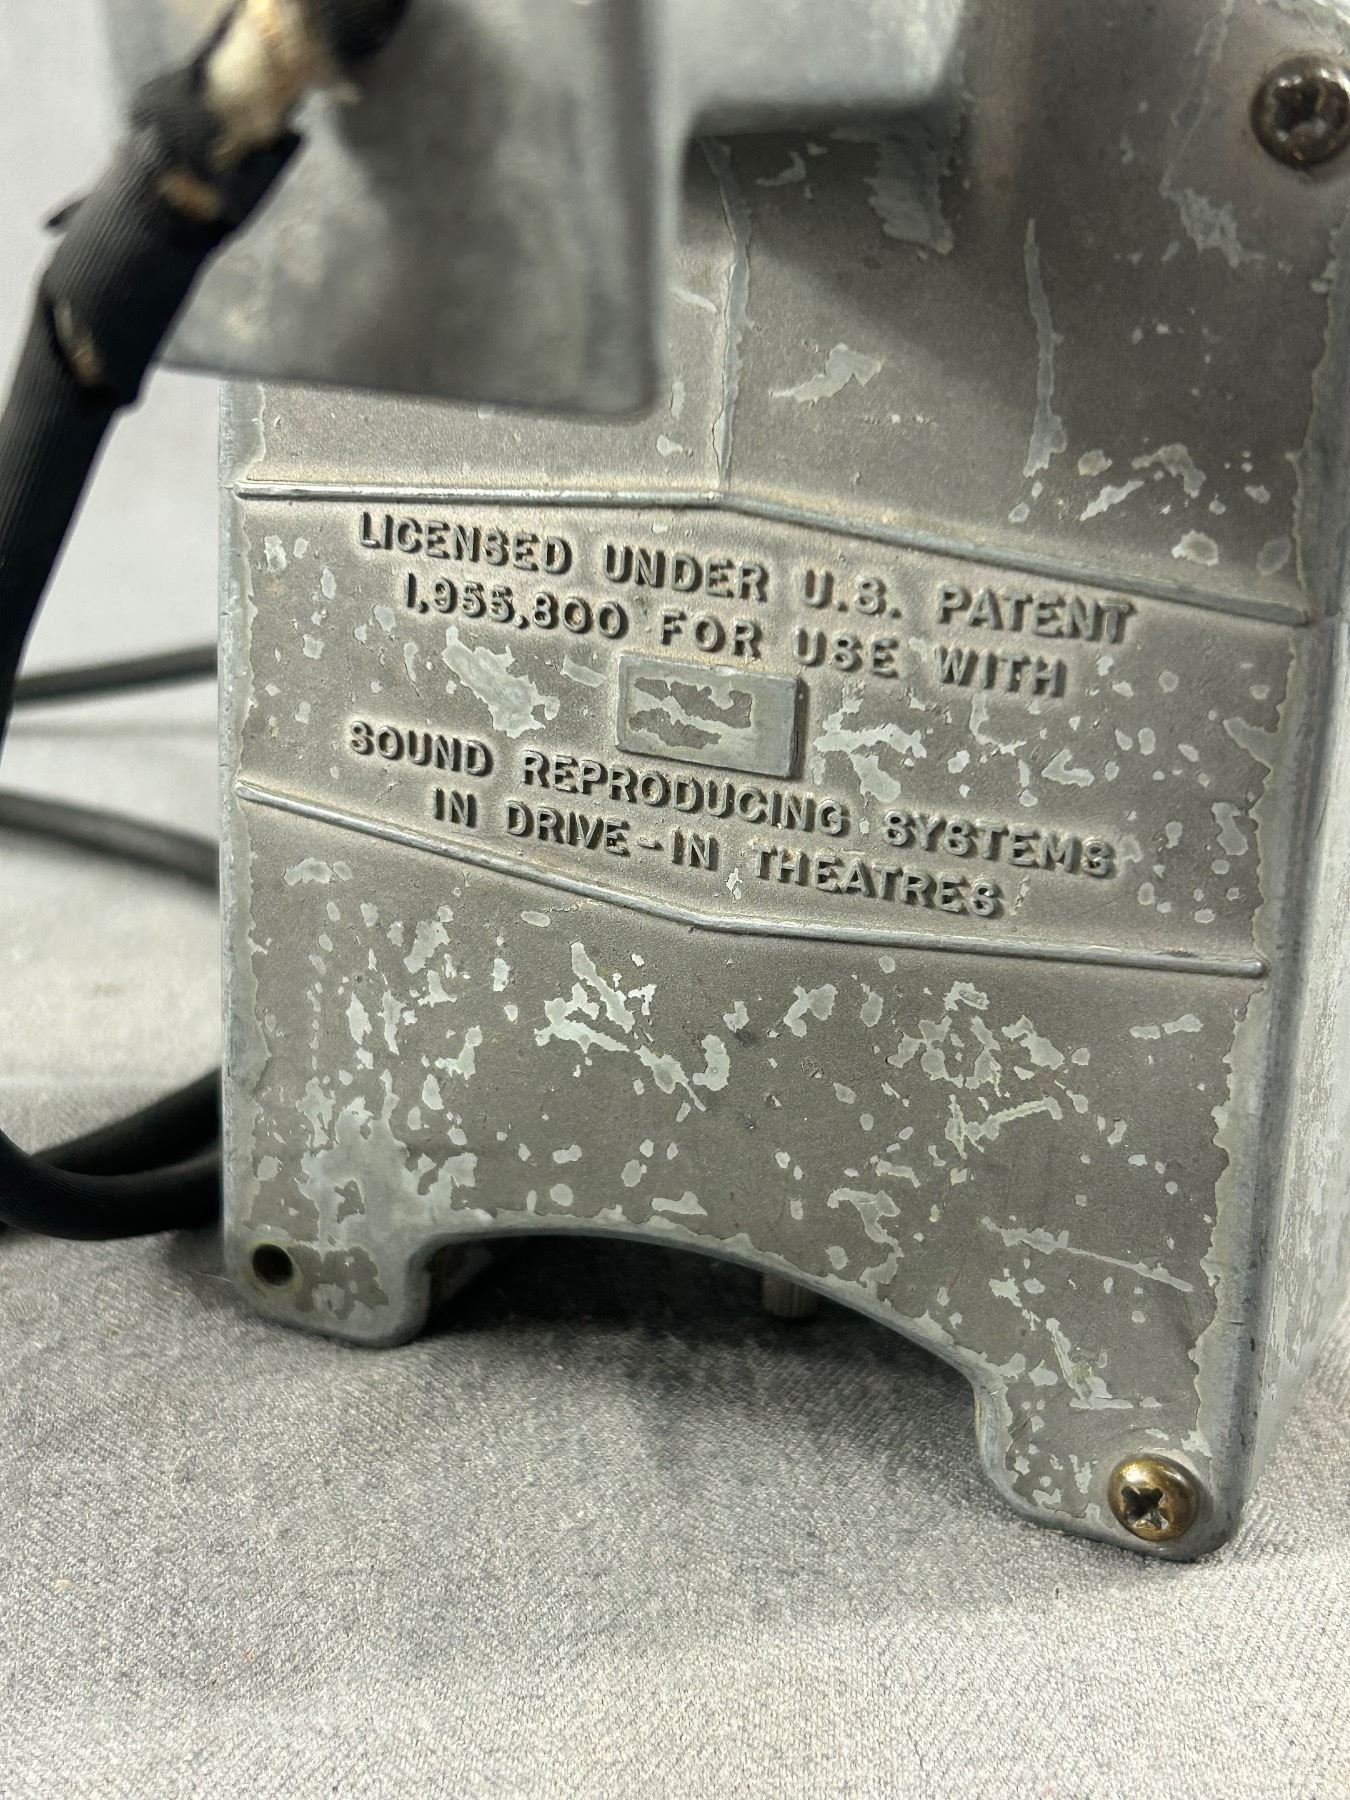 LICENSED UNDER U.S. PATENT
1,955,800 FOR USE WITH
SOUND REPRODUCING SYSTEMS
IN DRIVE-IN THEATRES